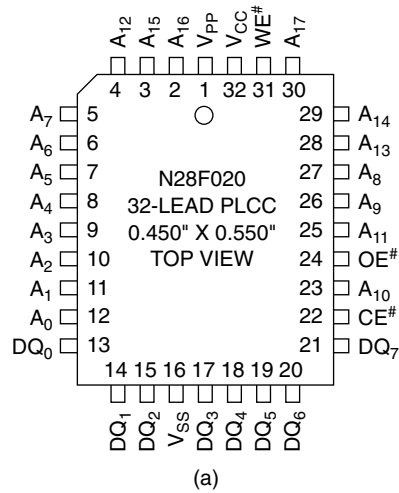 A12 A15 A16 VPP VCC WE# A17
4 3 2 1 32 31 30
A7 5 29 A14
A6 6 28 A13
A5 7 N28F020 27 A8
A4 8 32-LEAD PLCC 26 A9
A3 9 0.450" X 0.550" 25 A11
A2 10 TOP VIEW 24 OE#
A1 11 23 A10
A0 12 22 CE#
DQ0 13 21 DQ7
14 15 16 17 18 19 20
DQ1 DQ2 VSS DQ3 DQ4 DQ5 DQ6
(a)